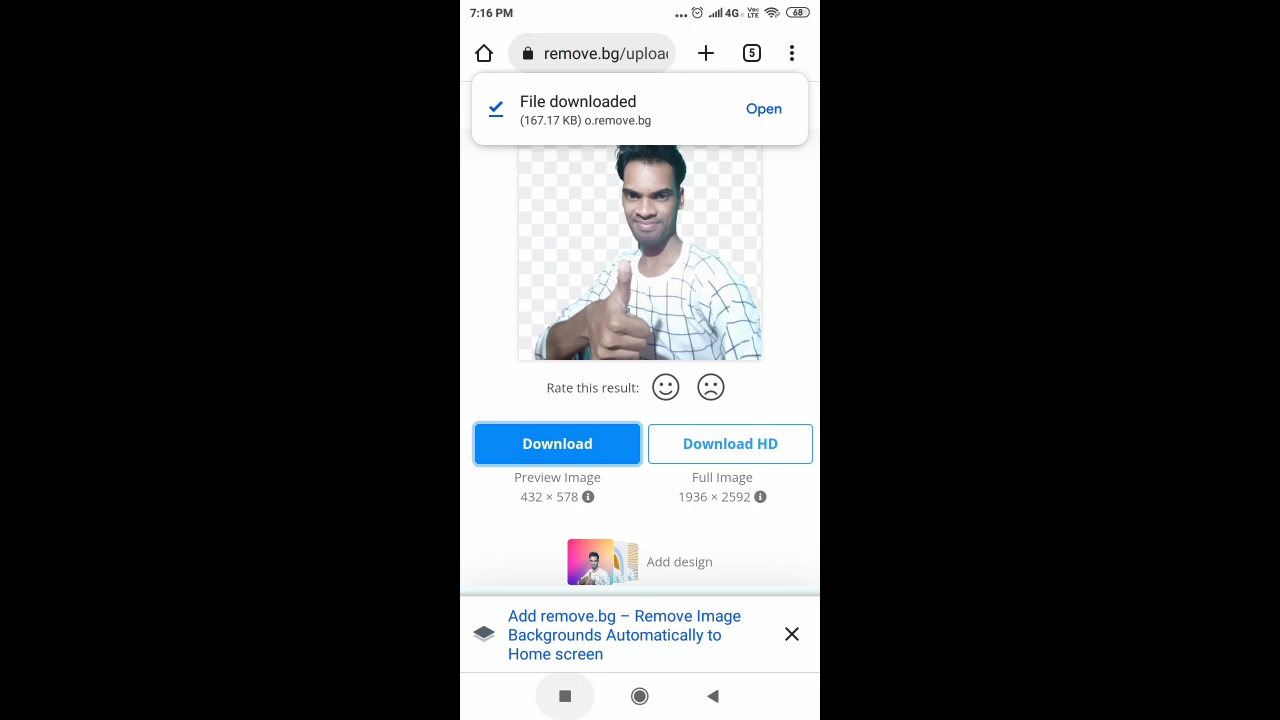 7:16 PM
4G Voo LTE 68
remove.bg/uploa
5
File downloaded
(167.17 KB) o.remove.bg
Open
Rate this result:
Download
Download HD
Preview Image
Full Image
432 × 578
1936 × 2592
Add design
Add remove.bg – Remove Image
Backgrounds Automatically to
Home screen